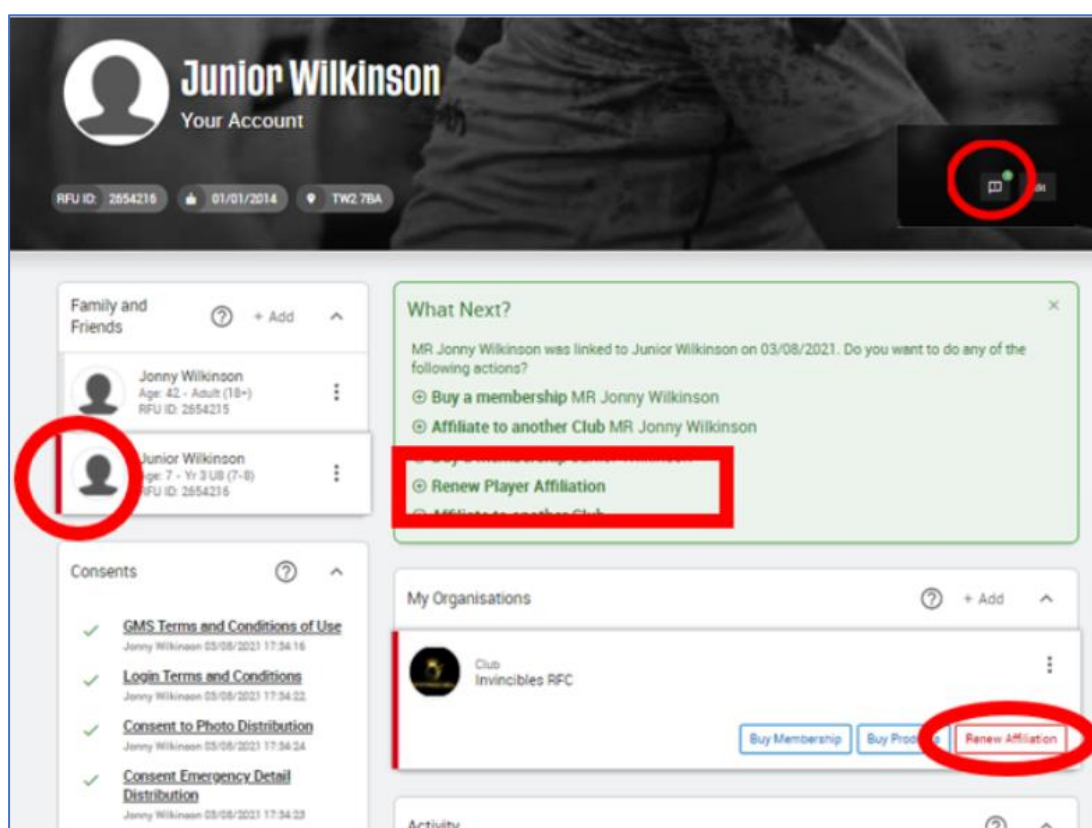 Junior Wilkinson
Your Account
RFU ID: 2654216
01/01/2014
TW2 7BA
Family and
Friends
+ Add
Jonny Wilkinson
Age: 42 - Adult (18+)
RFU ID: 2654215
Junior Wilkinson
Age: 7 - Yr 3 U8 (7-8)
RFU ID: 2654216
Consents
GMS Terms and Conditions of Use
Jonny Wilkinson 03/08/2021 17:34:16
Login Terms and Conditions
Jonny Wilkinson 03/08/2021 17:34:22
Consent to Photo Distribution
Jonny Wilkinson 03/08/2021 17:34:24
Consent Emergency Detail
Distribution
Jonny Wilkinson 03/08/2021 17:34:23
What Next?
MR Jonny Wilkinson was linked to Junior Wilkinson on 03/08/2021. Do you want to do any of the
following actions?
Buy a membership MR Jonny Wilkinson
Affiliate to another Club MR Jonny Wilkinson
Renew Player Affiliation
Affiliate to another Club
My Organisations
+ Add
Club
Invincibles RFC
Buy Membership
Buy
Renew Affiliation
Activity